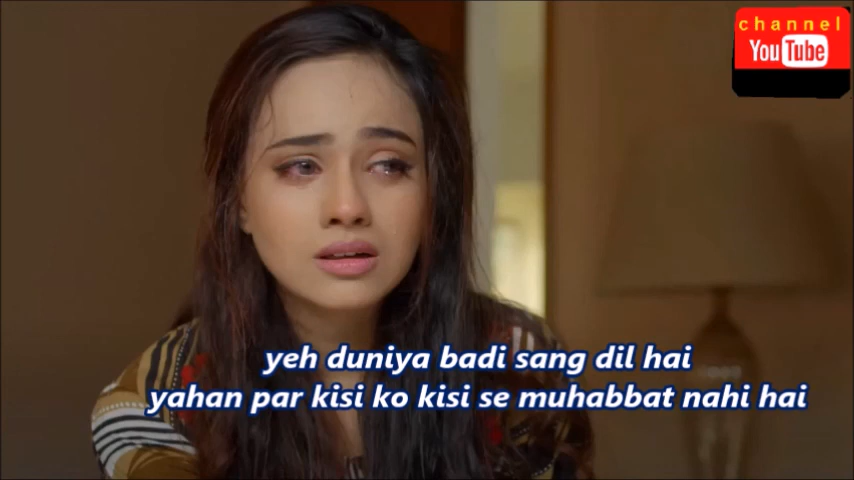 channel
YouTube
yeh duniya badi sang dil hai
yahan par kisi ko kisi se muhabbat nahi hai